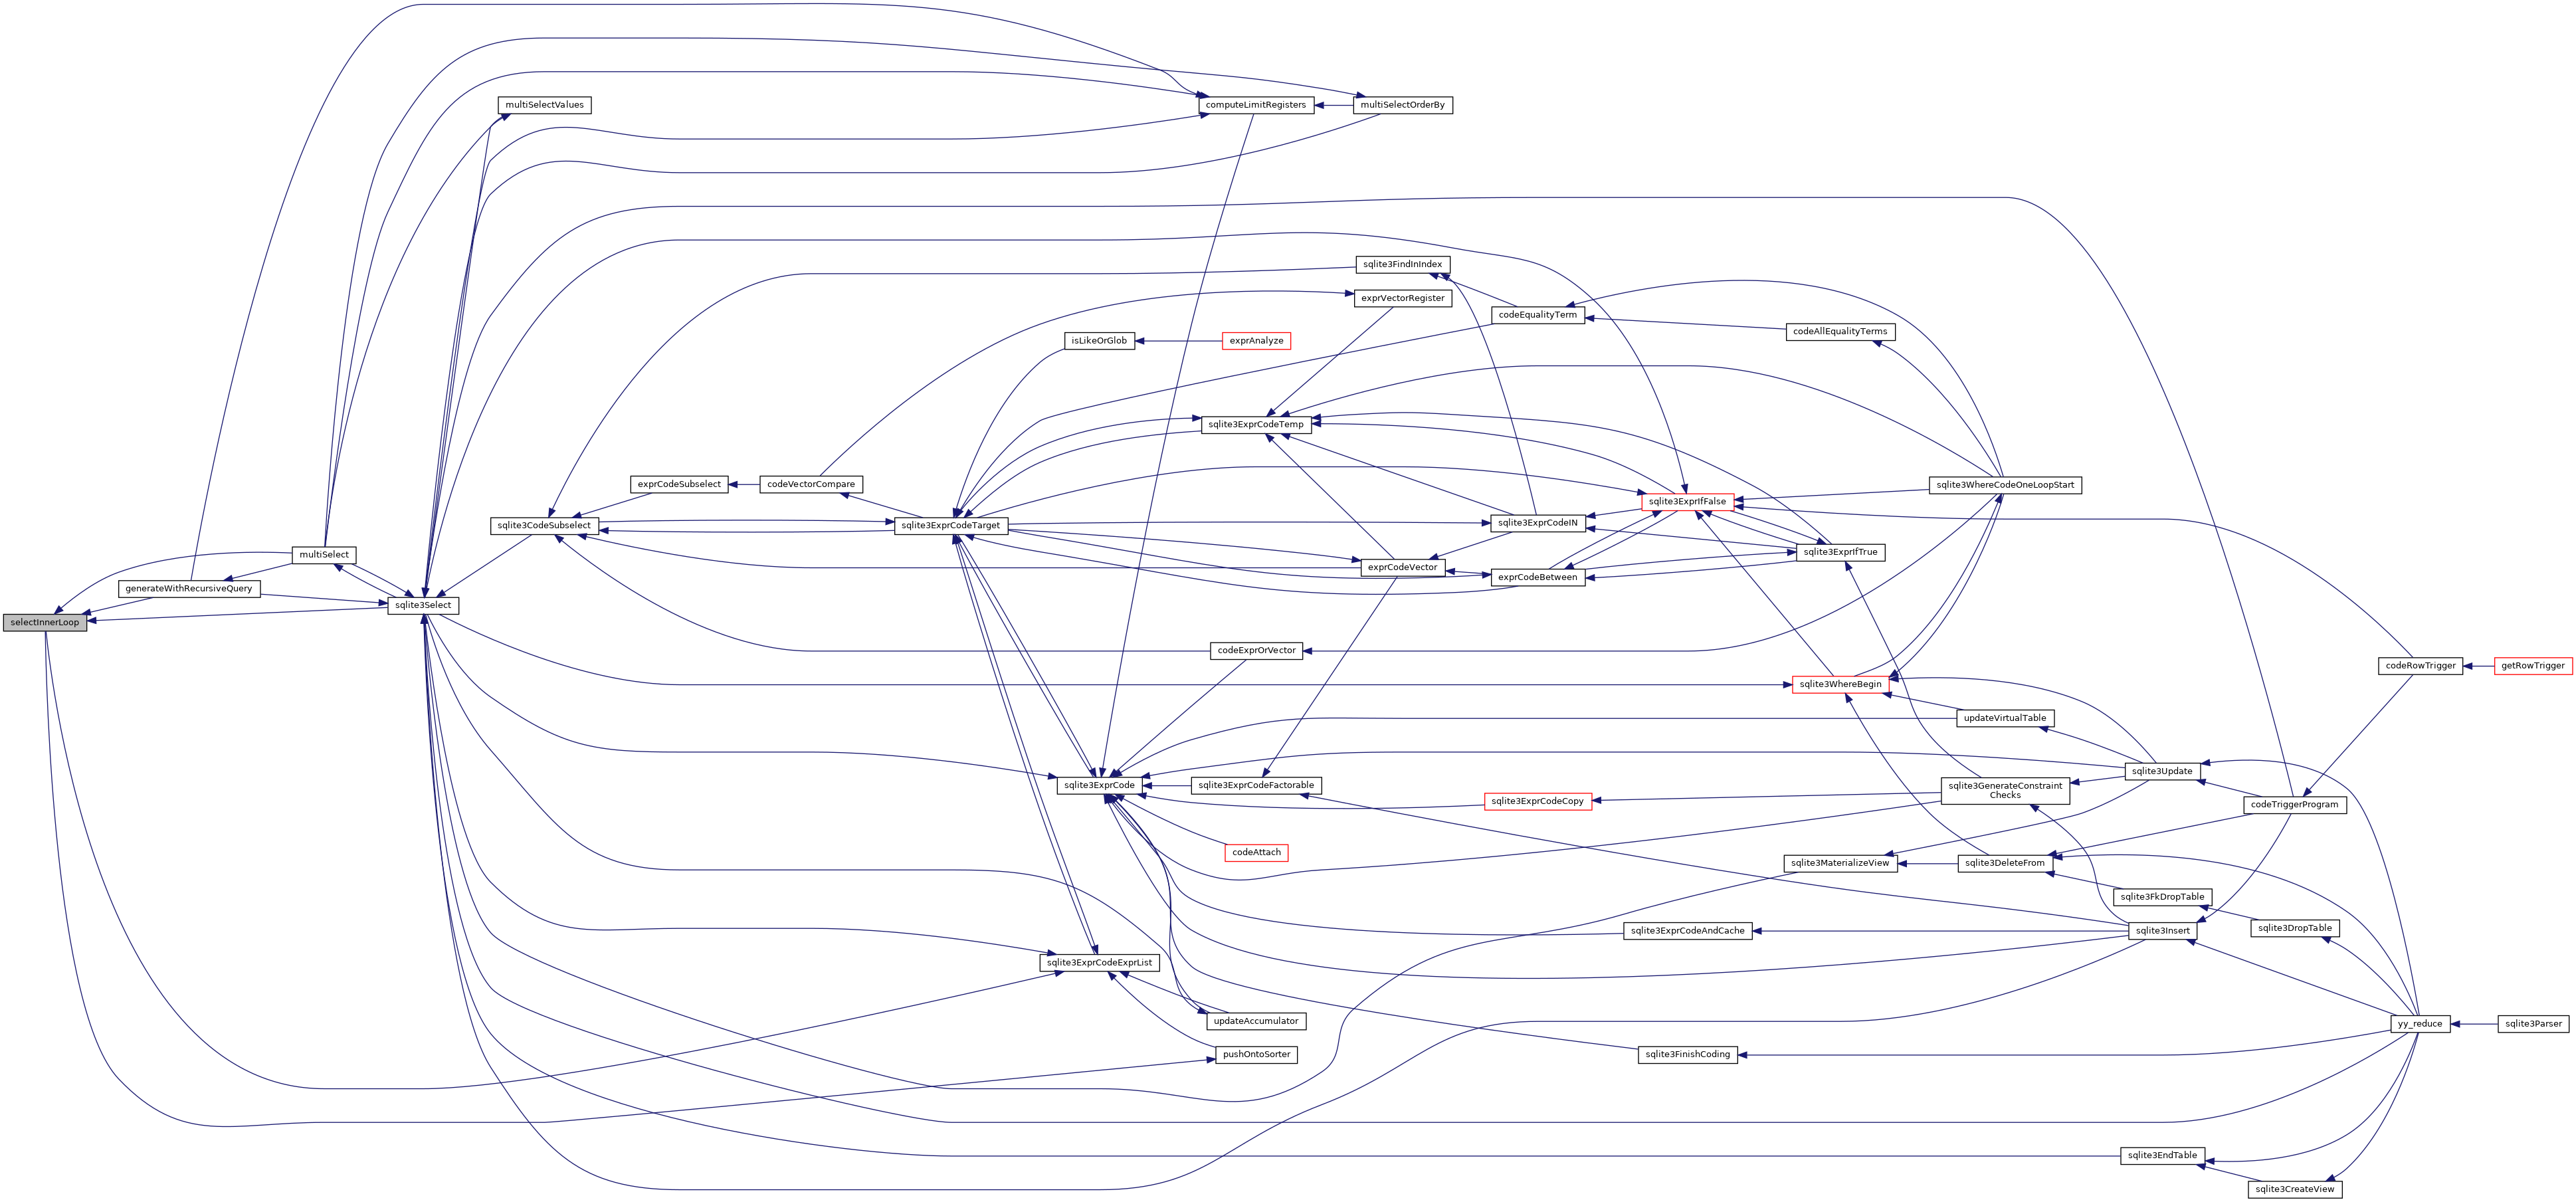 multiSelectValues
computeLimitRegisters
multiSelectOrderBy
sqlite3FindInIndex
exprVectorRegister
codeEqualityTerm
codeAllEqualityTerms
isLikeOrGlob
exprAnalyze
sqlite3ExprCodeTemp
exprCodeSubselect
codeVectorCompare
sqlite3WhereCodeOneLoopStart
sqlite3ExprIfFalse
sqlite3CodeSubselect
sqlite3ExprCodeTarget
sqlite3ExprCodeIN
multiSelect
sqlite3ExprIfTrue
exprCodeVector
exprCodeBetween
generateWithRecursiveQuery
sqlite3Select
selectInnerLoop
codeExprOrVector
codeRowTrigger
getRowTrigger
sqlite3WhereBegin
updateVirtualTable
sqlite3Update
sqlite3ExprCode
sqlite3ExprCodeFactorable
sqlite3GenerateConstraint
Checks
sqlite3ExprCodeCopy
codeTriggerProgram
codeAttach
sqlite3MaterializeView
sqlite3DeleteFrom
sqlite3FkDropTable
sqlite3ExprCodeAndCache
sqlite3Insert
sqlite3DropTable
sqlite3ExprCodeExprList
updateAccumulator
yy_reduce
sqlite3Parser
pushOntoSorter
sqlite3FinishCoding
sqlite3EndTable
sqlite3CreateView